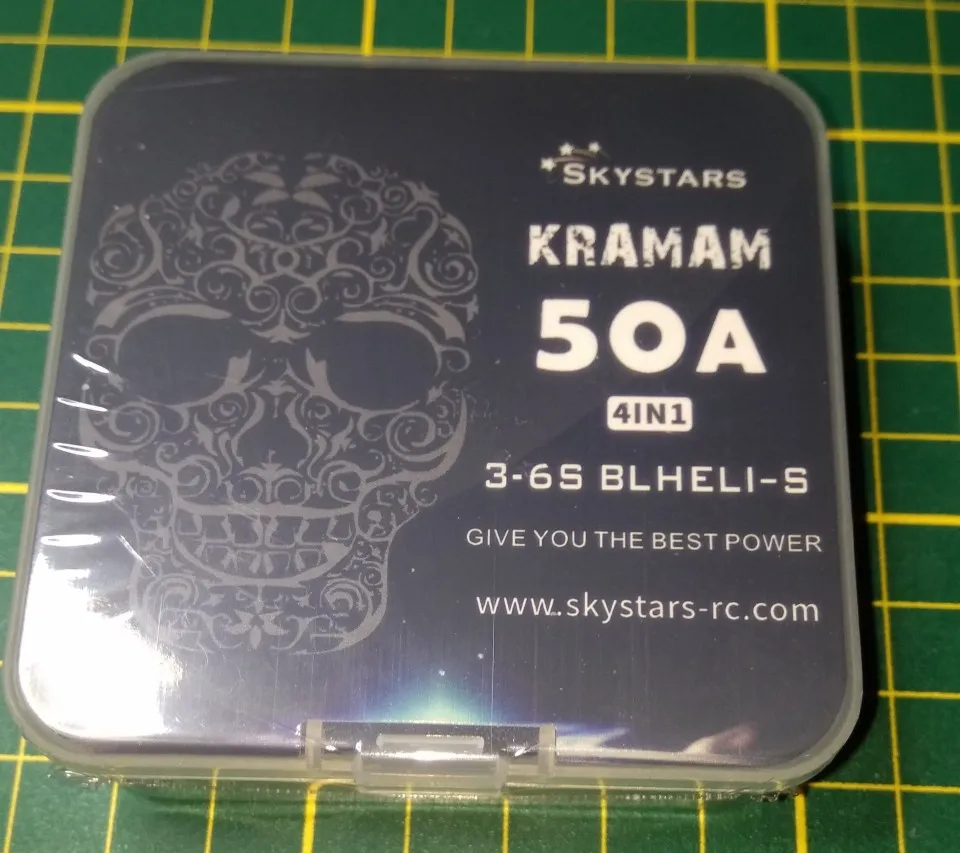 SKYSTARS
KRAMAM
50A
4IN1
3-6S BLHELI-S
GIVE YOU THE BEST POWER
www.skystars-rc.com